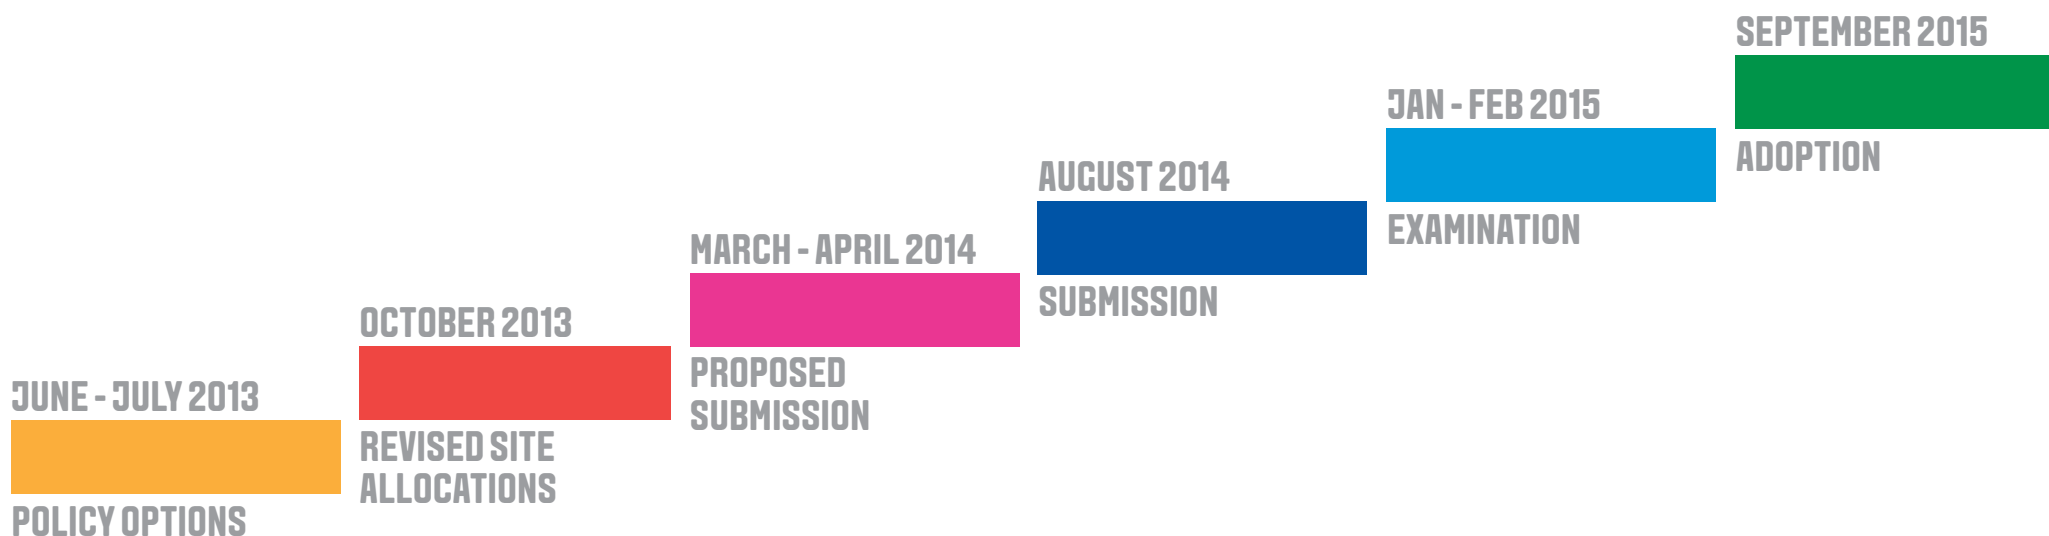 JUNE - JULY 2013
POLICY OPTIONS
OCTOBER 2013
REVISED SITE
ALLOCATIONS
MARCH - APRIL 2014
PROPOSED
SUBMISSION
AUGUST 2014
SUBMISSION
JAN - FEB 2015
EXAMINATION
SEPTEMBER 2015
ADOPTION